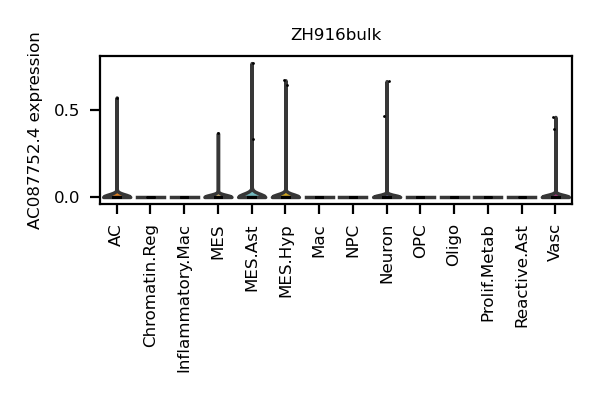 ZH916bulk
AC087752.4 expression
0.5
0.0
AC
Chromatin.Reg
Inflammatory.Mac
MES
MES.Ast
MES.Hyp
Mac
NPC
Neuron
OPC
Oligo
Prolif.Metab
Reactive.Ast
Vasc